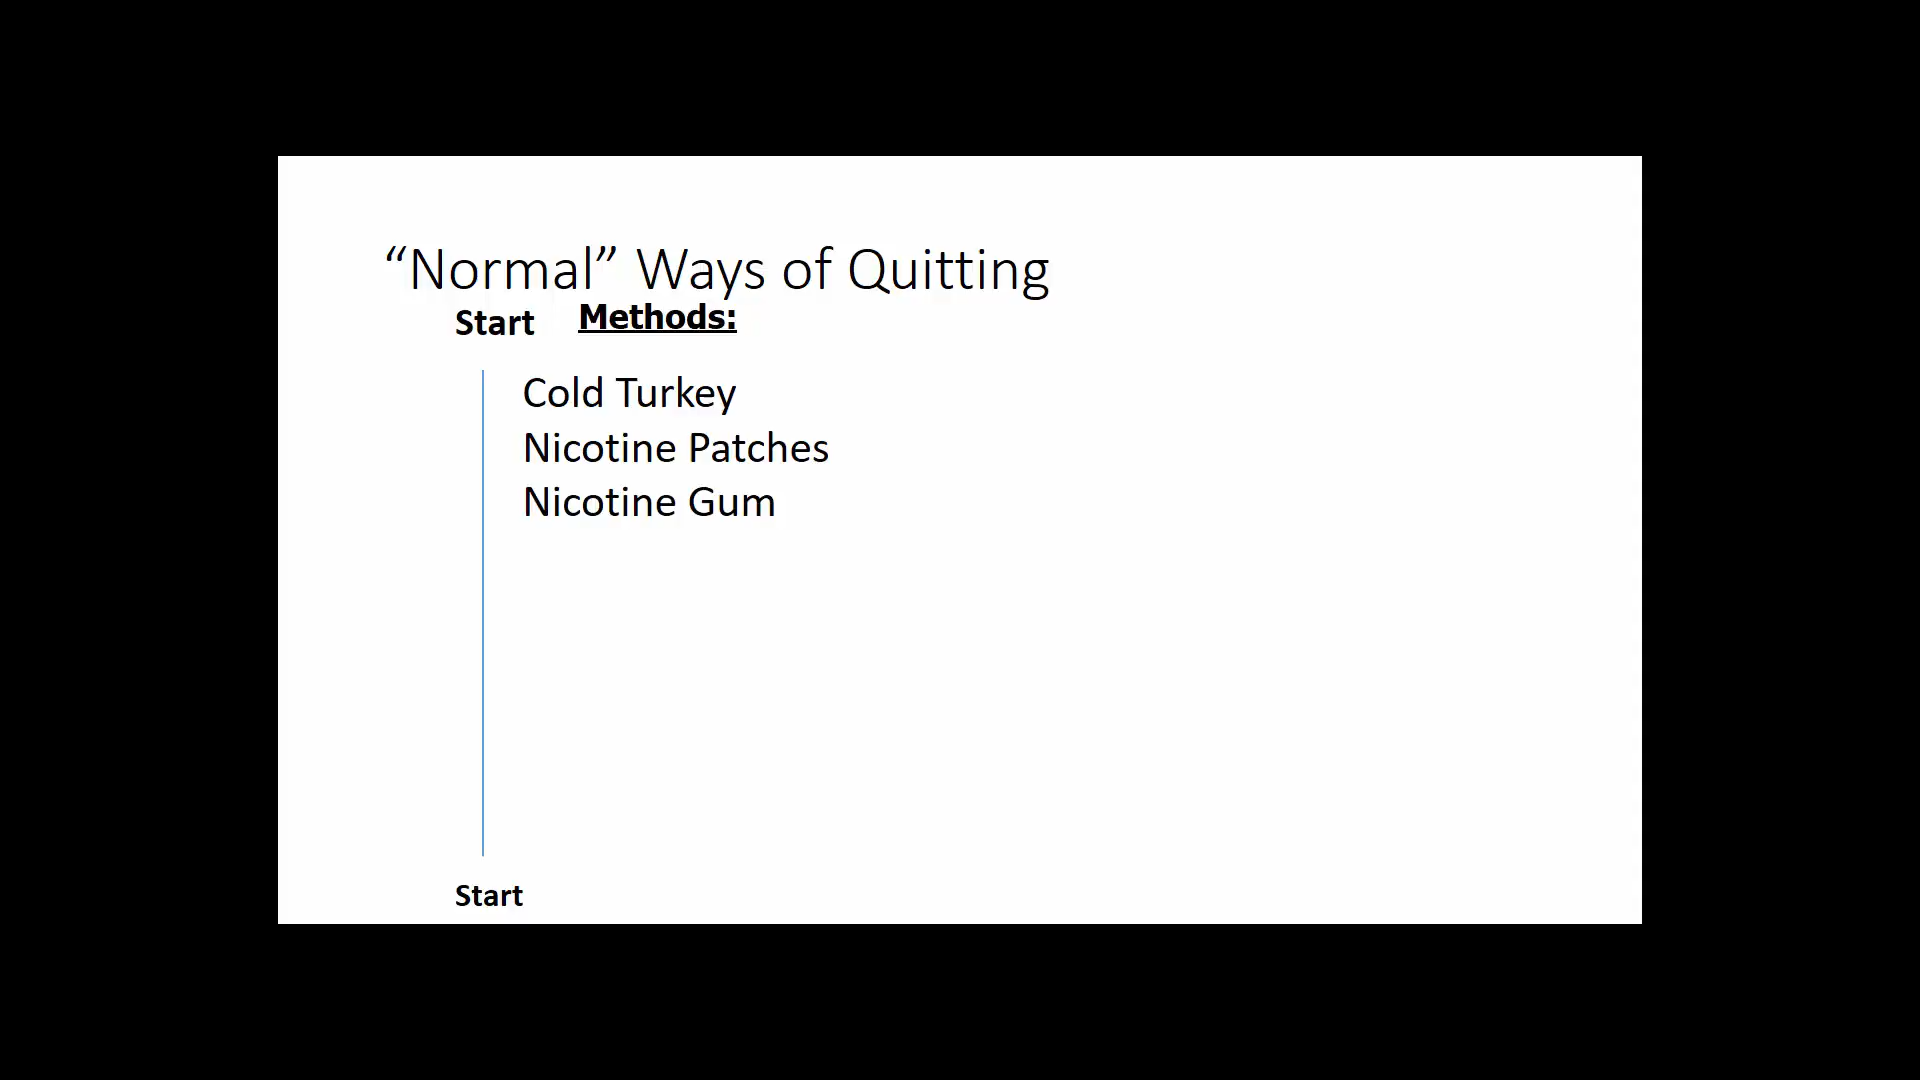 “Normal” Ways of Quitting
Start Methods:
Cold Turkey
Nicotine Patches
Nicotine Gum
Start